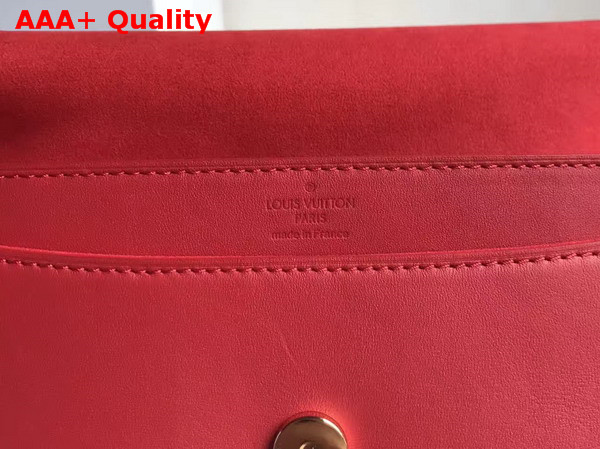 AAA+ Quality
®
LOUIS VUITTON
PARIS
made in France